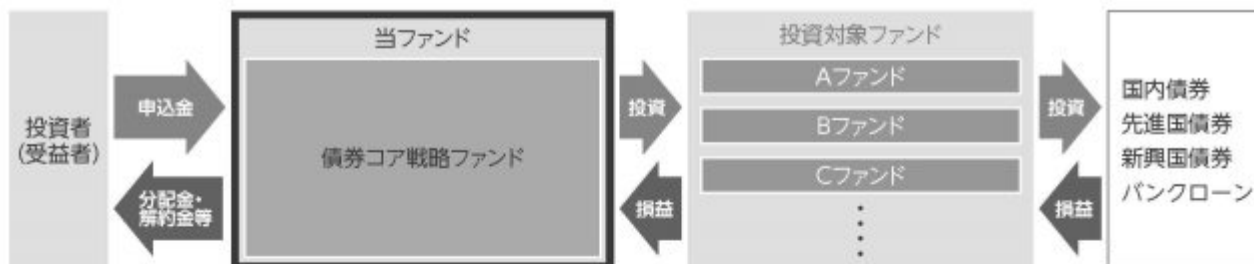 投資者
(受益者)
申込金
分配金・
解約金等
当ファンド
債券コア戦略ファンド
投資
損益
投資対象ファンド
Aファンド
Bファンド
Cファンド
投資
損益
国内債券
先進国債券
新興国債券
バンクローン